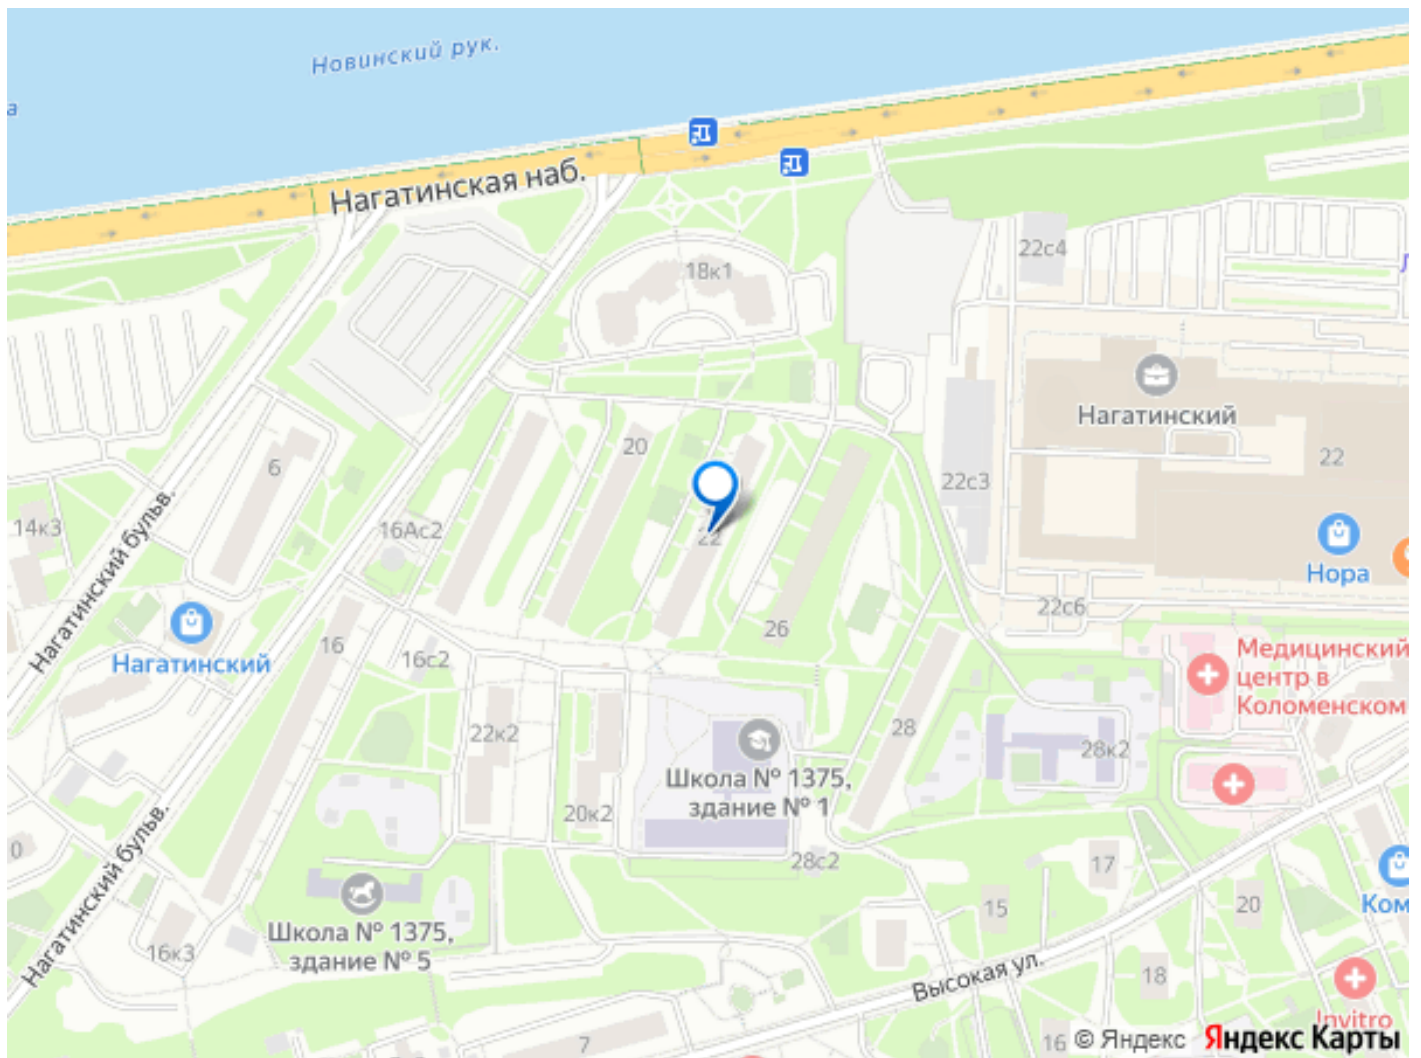 Новинский рук.
а
Нагатинская наб.
18к1
22с4
Нагатинский
22
20
6
22с3
14к3
16Ас2
22
Нора
22с6
Нагатинский бульв.
Нагатинский
16
16с2
26
Медицинский
центр в
Коломенском
22к2
28
28к2
Школа № 1375,
здание № 1
20к2
28с2
17
0
Нагатинский бульв.
15
20
Ком
Школа № 1375,
здание № 5
16к3
Высокая ул.
18
Invitro
7
16
© Яндекс
Яндекс Карты